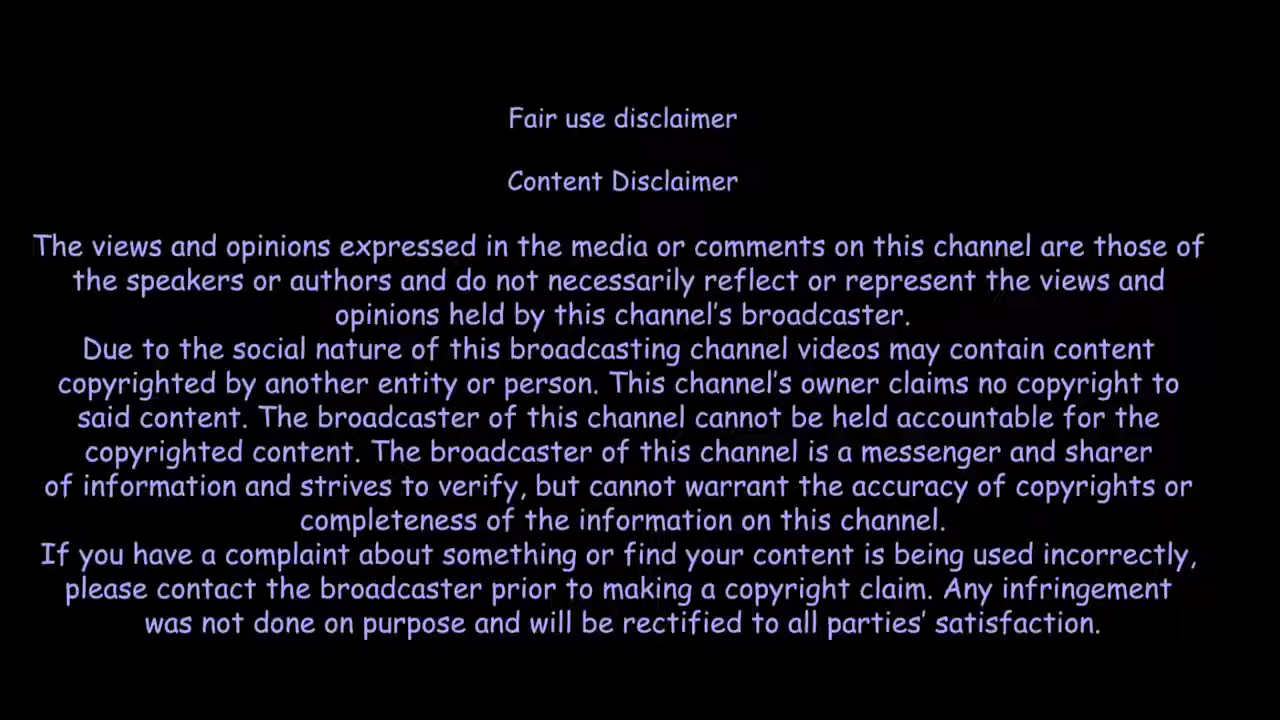 Fair use disclaimer
Content Disclaimer
The views and opinions expressed in the media or comments on this channel are those of
the speakers or authors and do not necessarily reflect or represent the views and
opinions held by this channel’s broadcaster.
Due to the social nature of this broadcasting channel videos may contain content
copyrighted by another entity or person. This channel’s owner claims no copyright to
said content. The broadcaster of this channel cannot be held accountable for the
copyrighted content. The broadcaster of this channel is a messenger and sharer
of information and strives to verify, but cannot warrant the accuracy of copyrights or
completeness of the information on this channel.
If you have a complaint about something or find your content is being used incorrectly,
please contact the broadcaster prior to making a copyright claim. Any infringement
was not done on purpose and will be rectified to all parties’ satisfaction.